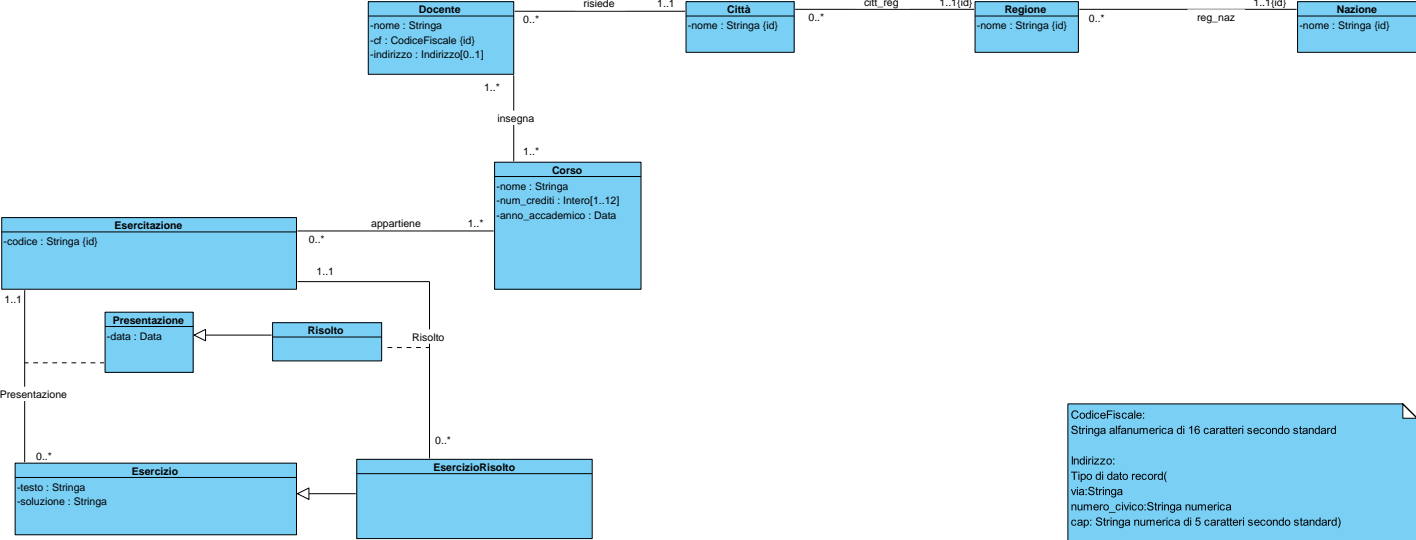 risiede
1..1
citt_reg
1..1{id}
1..1{id}
Docente
-nome : Stringa
-cf : CodiceFiscale {id}
-indirizzo : Indirizzo[0..1]
0..*
Città
-nome : Stringa {id}
0..*
Regione
-nome : Stringa {id}
0..*
reg_naz
Nazione
-nome : Stringa {id}
1..*
insegna
1..*
Corso
-nome : Stringa
-num_crediti : Intero[1..12]
-anno_accademico : Data
Esercitazione
-codice : Stringa {id}
appartiene
1..*
0..*
1..1
1..1
Presentazione
-data : Data
Risolto
Risolto
Presentazione
0..*
0..*
Esercizio
-testo : Stringa
-soluzione : Stringa
EsercizioRisolto
CodiceFiscale:
Stringa alfanumerica di 16 caratteri secondo standard
Indirizzo:
Tipo di dato record(
via:Stringa
numero_civico:Stringa numerica
cap: Stringa numerica di 5 caratteri secondo standard)